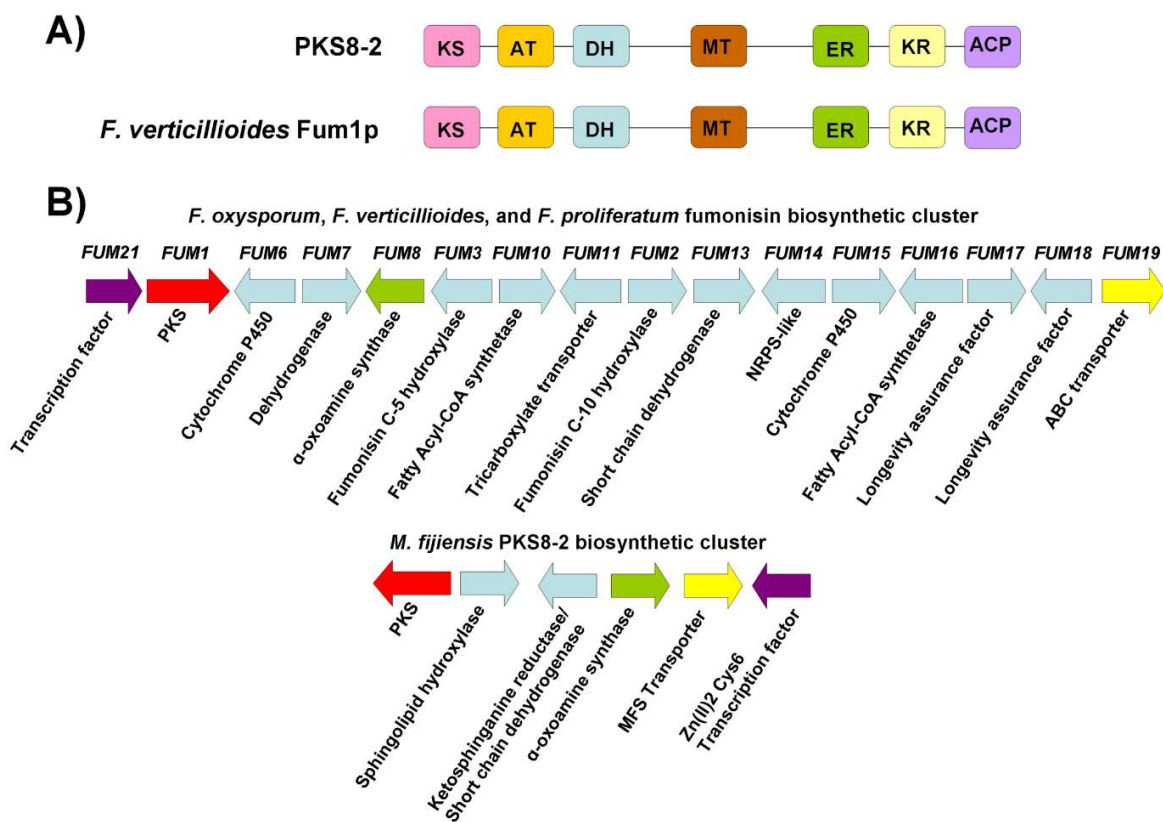 A)
PKS8-2
KS AT DH MT ER KR ACP
F. verticillioides Fum1p
KS AT DH MT ER KR ACP
B)
F. oxysporum, F. verticillioides, and F. proliferatum fumonisin biosynthetic cluster
FUM21 FUM1 FUM6 FUM7 FUM8 FUM3 FUM10 FUM11 FUM2 FUM13 FUM14 FUM15 FUM16 FUM17 FUM18 FUM19
Transcription factor
PKS
Cytochrome P450
Dehydrogenase
α-oxoamine synthase
Fumonisin C-5 hydroxylase
Fatty Acyl-CoA synthetase
Tricarboxylate transporter
Fumonisin C-10 hydroxylase
Short chain dehydrogenase
NRPS-like
Cytochrome P450
Fatty Acyl-CoA synthetase
Longevity assurance factor
Longevity assurance factor
ABC transporter
M. fijiensis PKS8-2 biosynthetic cluster
PKS
Sphingolipid hydroxylase
Ketosphinganine reductase/
Short chain dehydrogenase
α-oxoamine synthase
MFS Transporter
Zn(II)2 Cys6
Transcription factor